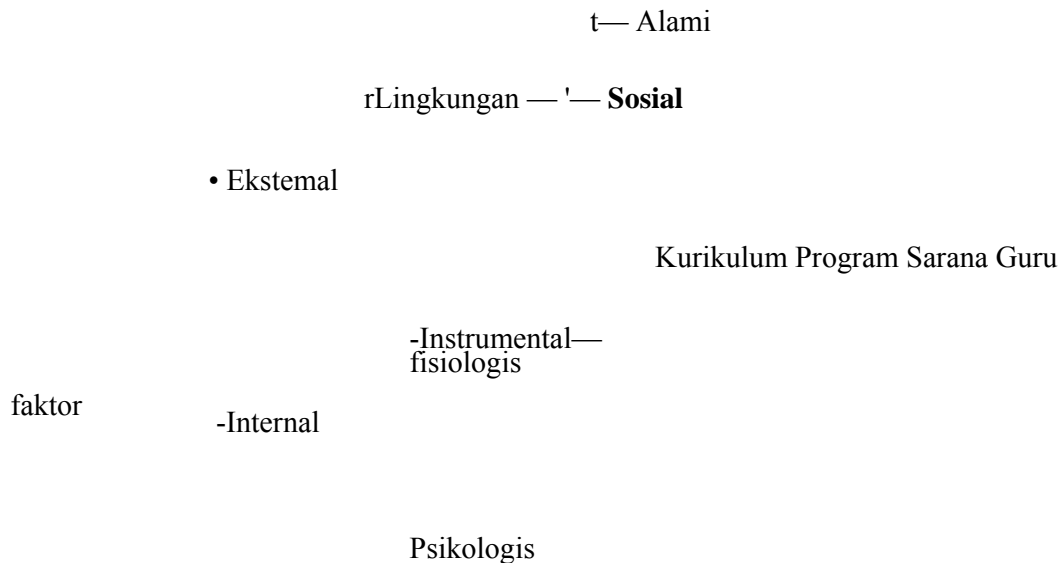 t— Alami
rLingkungan — '— Sosial
• Ekstemal
Kurikulum Program Sarana Guru
-Instrumental—
fisiologis
faktor
-Internal
Psikologis